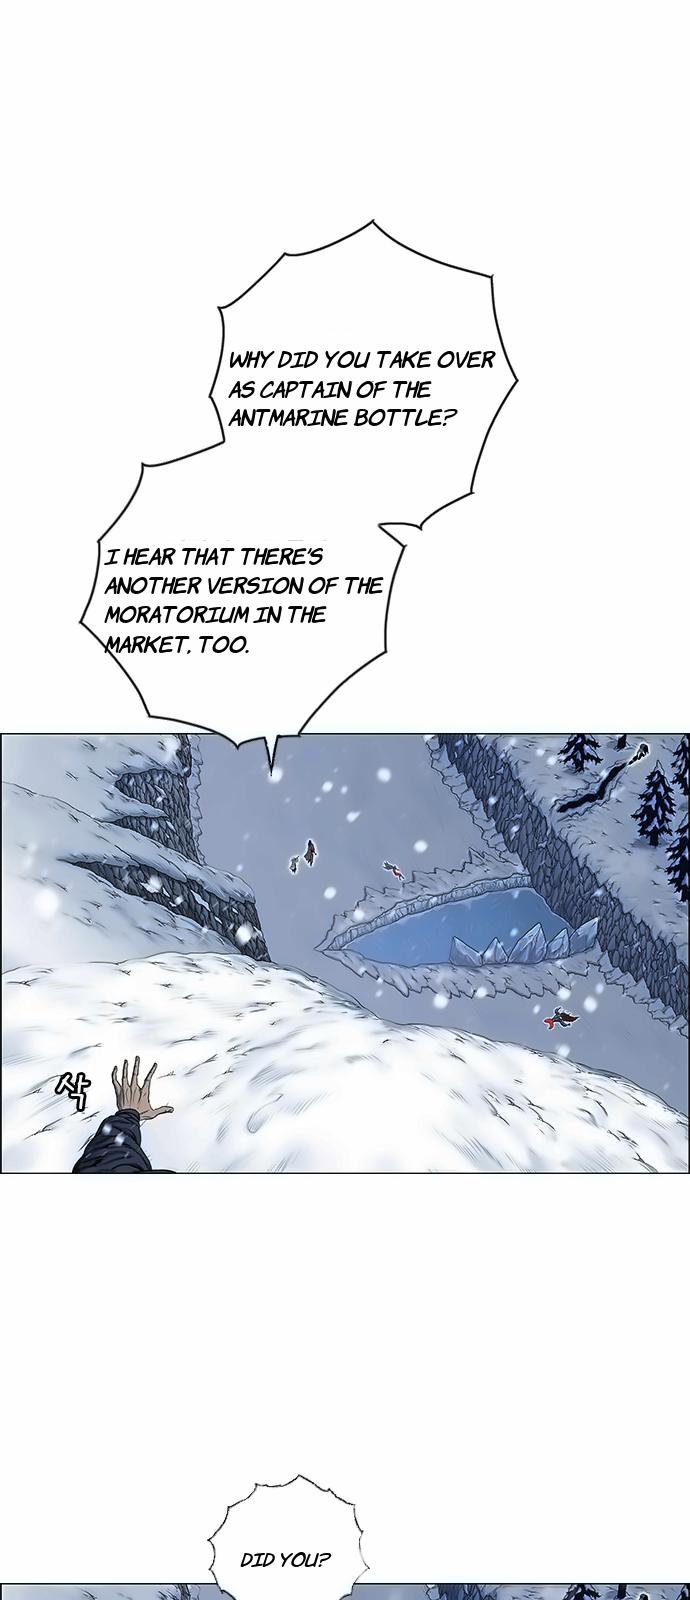 WHY DID YOU TAKE OVER
AS CAPTAIN OF THE
ANTMARINE BOTTLE?
I HEAR THAT THERE'S
ANOTHER VERSION OF THE
MORATORIUM IN THE
MARKET, TOO.
삭
DID YOU?